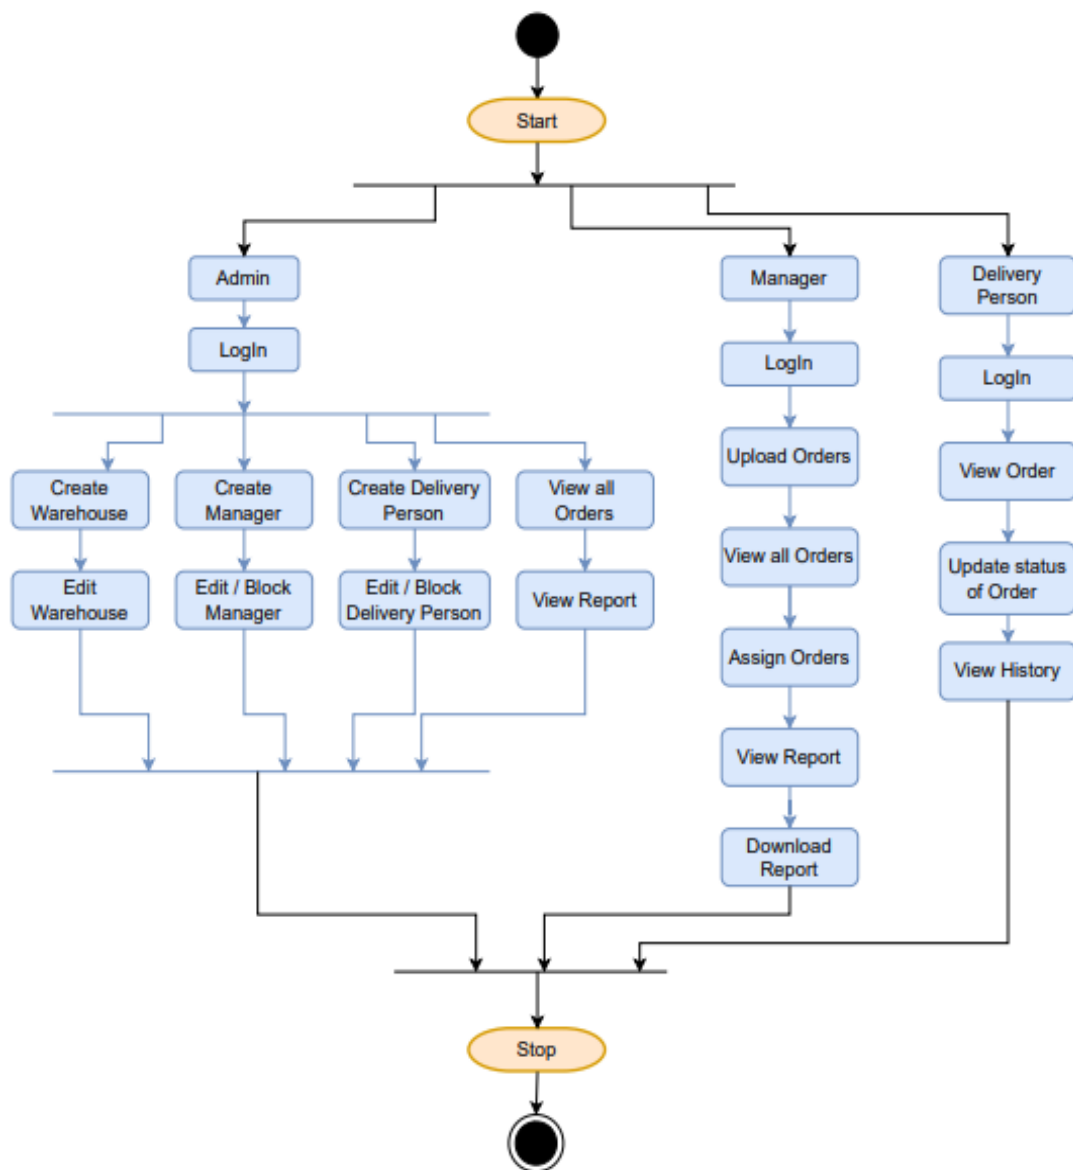 Start
Admin
LogIn
Create
Warehouse
Edit
Warehouse
Create
Manager
Edit / Block
Manager
Create Delivery
Person
Edit / Block
Delivery Person
View all
Orders
View Report
Manager
LogIn
Upload Orders
View all Orders
Assign Orders
View Report
Download
Report
Delivery
Person
LogIn
View Order
Update status
of Order
View History
Stop